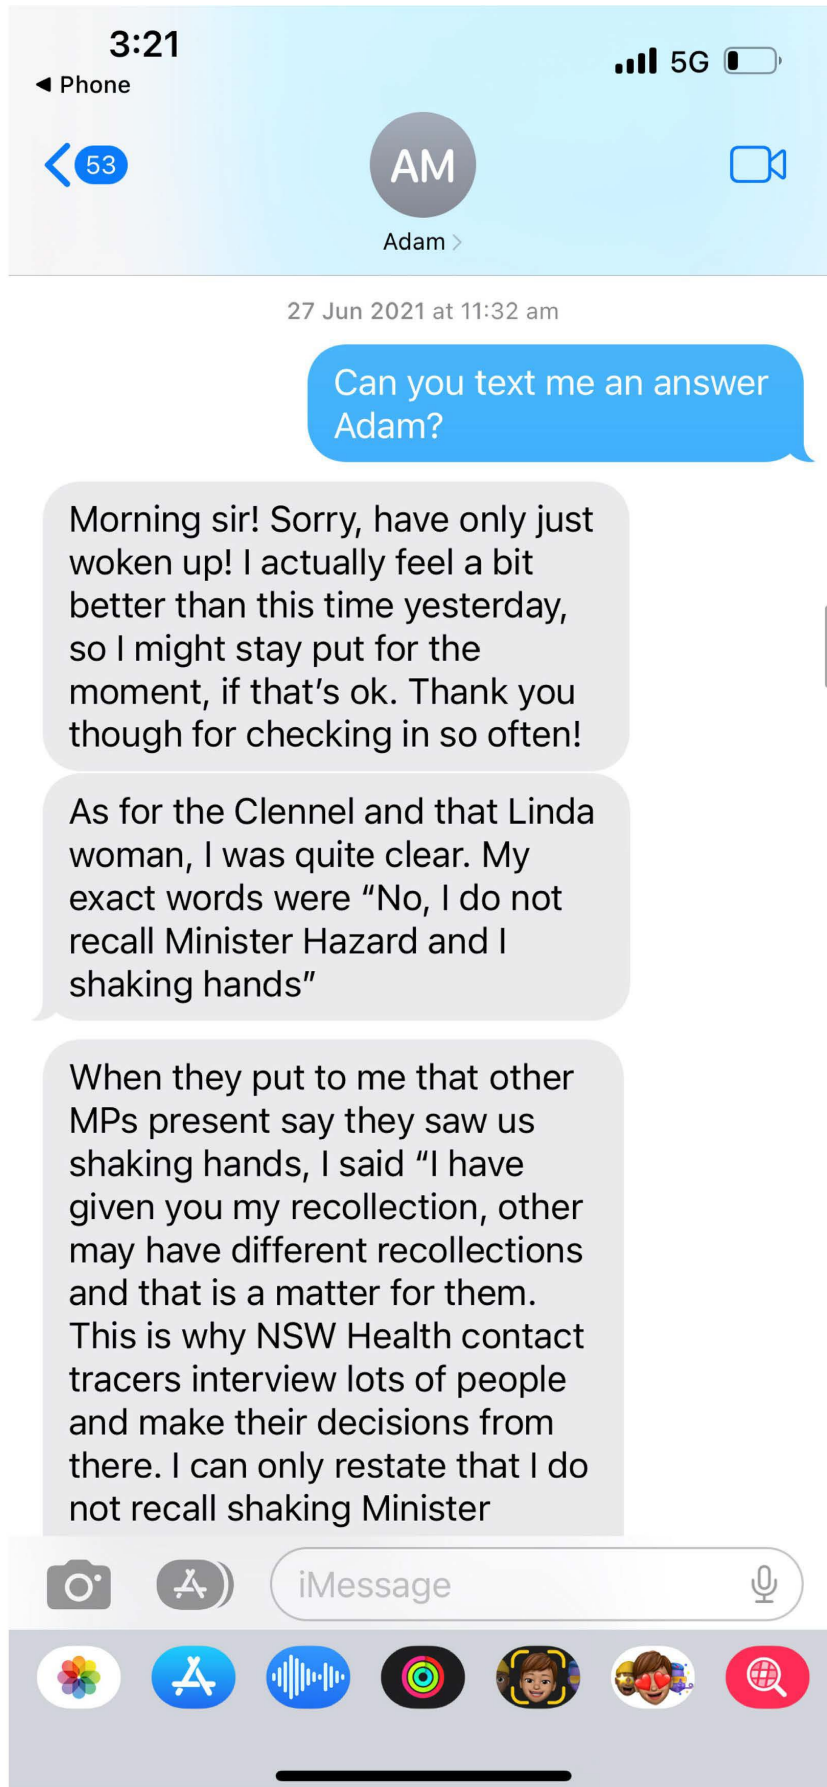 3:21
5G
◀ Phone
53
AM
Adam >
27 Jun 2021 at 11:32 am
Can you text me an answer
Adam?
Morning sir! Sorry, have only just
woken up! I actually feel a bit
better than this time yesterday,
so I might stay put for the
moment, if that’s ok. Thank you
though for checking in so often!
As for the Clennel and that Linda
woman, I was quite clear. My
exact words were “No, I do not
recall Minister Hazard and I
shaking hands”
When they put to me that other
MPs present say they saw us
shaking hands, I said “I have
given you my recollection, other
may have different recollections
and that is a matter for them.
This is why NSW Health contact
tracers interview lots of people
and make their decisions from
there. I can only restate that I do
not recall shaking Minister
iMessage